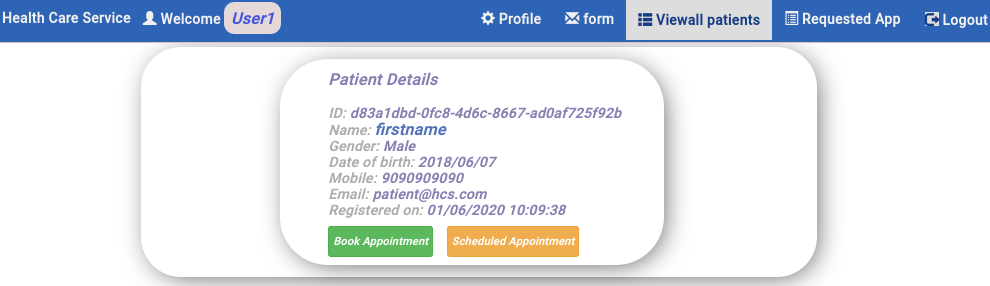 Health Care Service Welcome User1 Profile form Viewall patients Requested App Logout
Patient Details
ID: d83a1dbd-0fc8-4d6c-8667-ad0af725f92b
Name: firstname
Gender: Male
Date of birth: 2018/06/07
Mobile: 9090909090
Email: patient@hcs.com
Registered on: 01/06/2020 10:09:38
Book Appointment Scheduled Appointment